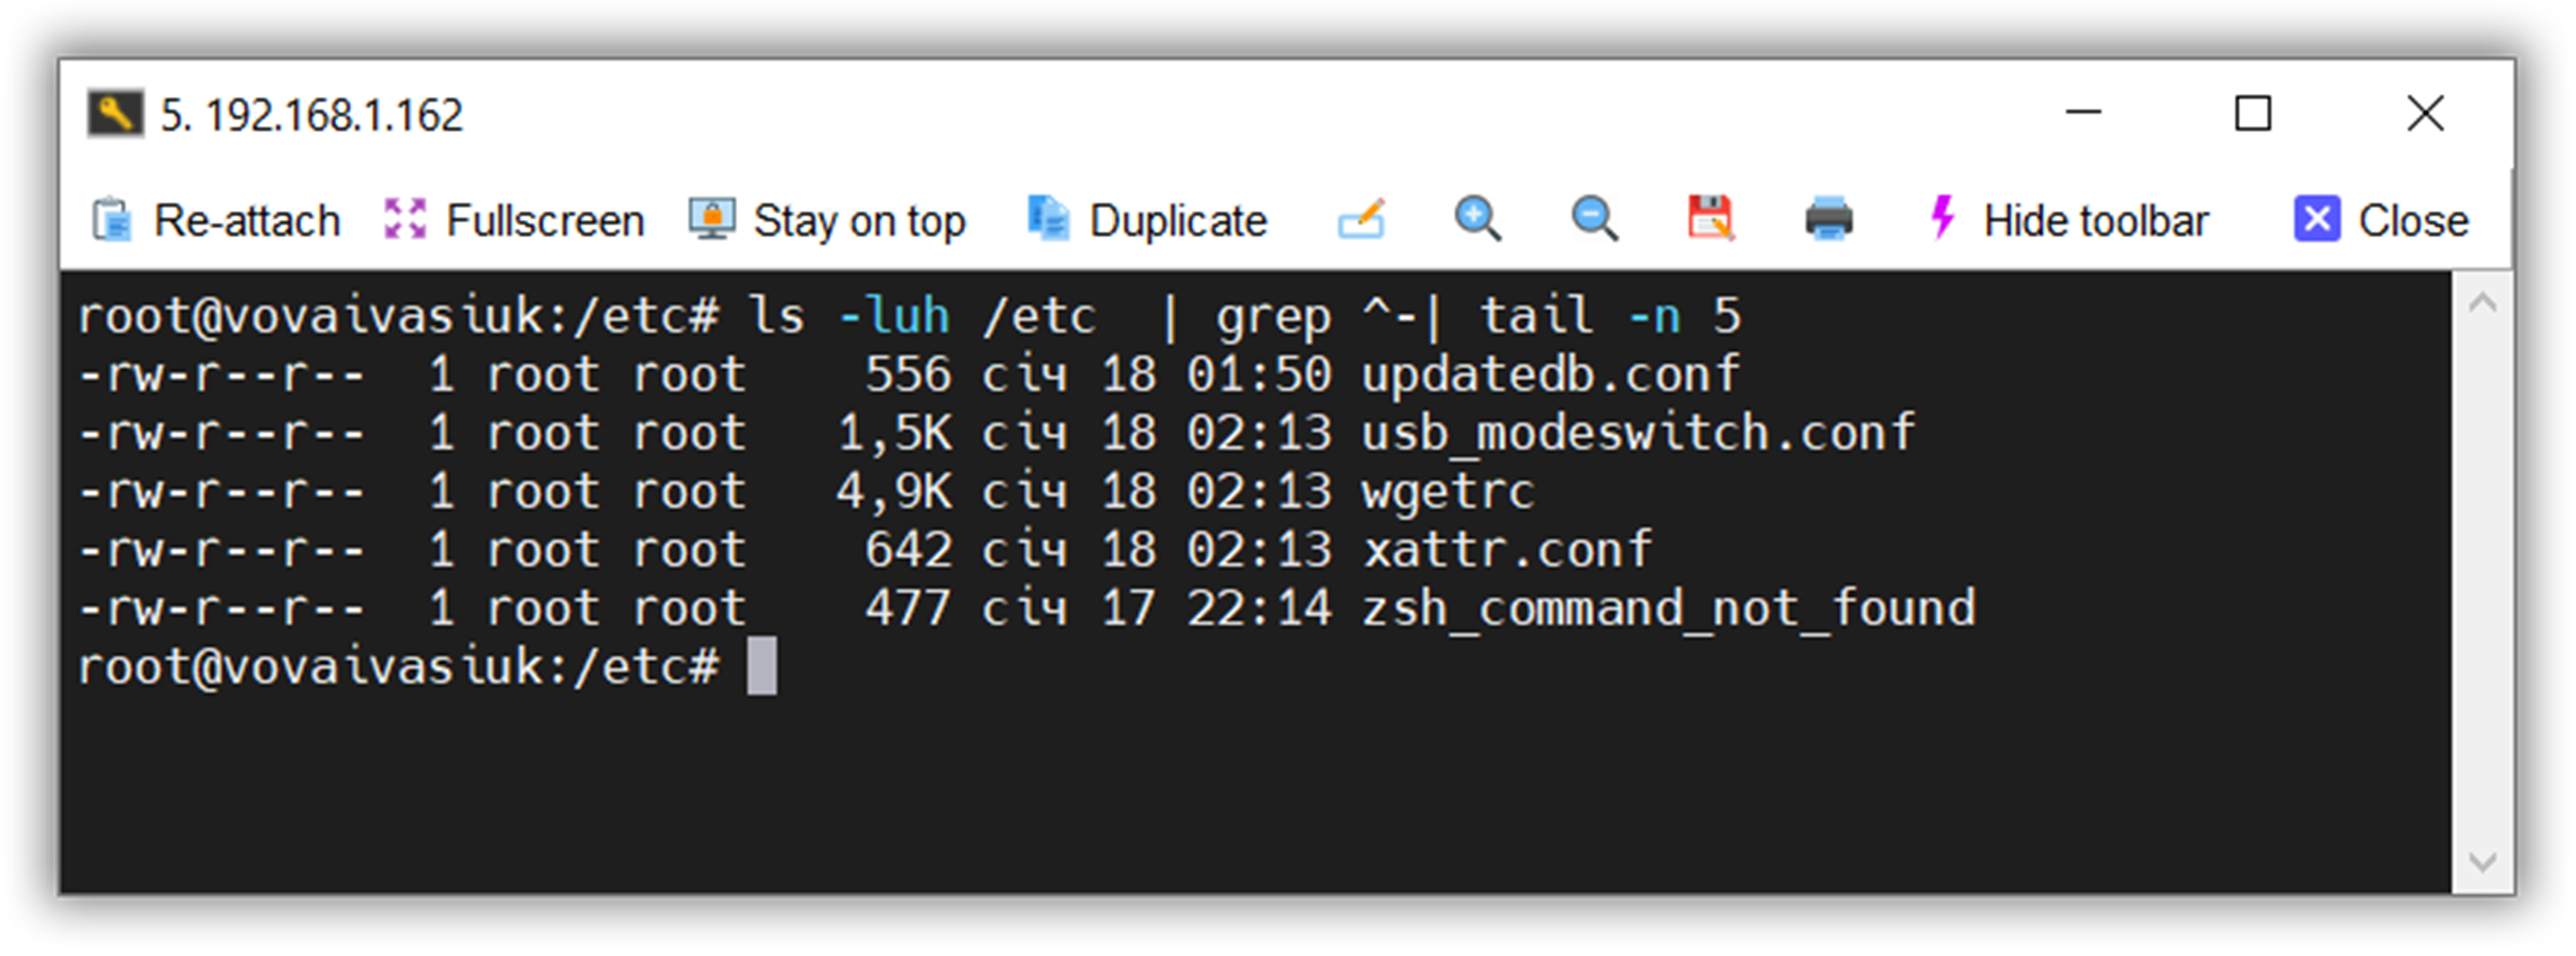 5. 192.168.1.162
Re-attach Fullscreen Stay on top Duplicate Hide toolbar Close
root@vovaivasiuk:/etc# ls -luh /etc  | grep ^-| tail -n 5
-rw-r--r--  1 root root    556 січ 18 01:50 updatedb.conf
-rw-r--r--  1 root root   1,5K січ 18 02:13 usb_modeswitch.conf
-rw-r--r--  1 root root   4,9K січ 18 02:13 wgetrc
-rw-r--r--  1 root root    642 січ 18 02:13 xattr.conf
-rw-r--r--  1 root root    477 січ 17 22:14 zsh_command_not_found
root@vovaivasiuk:/etc#